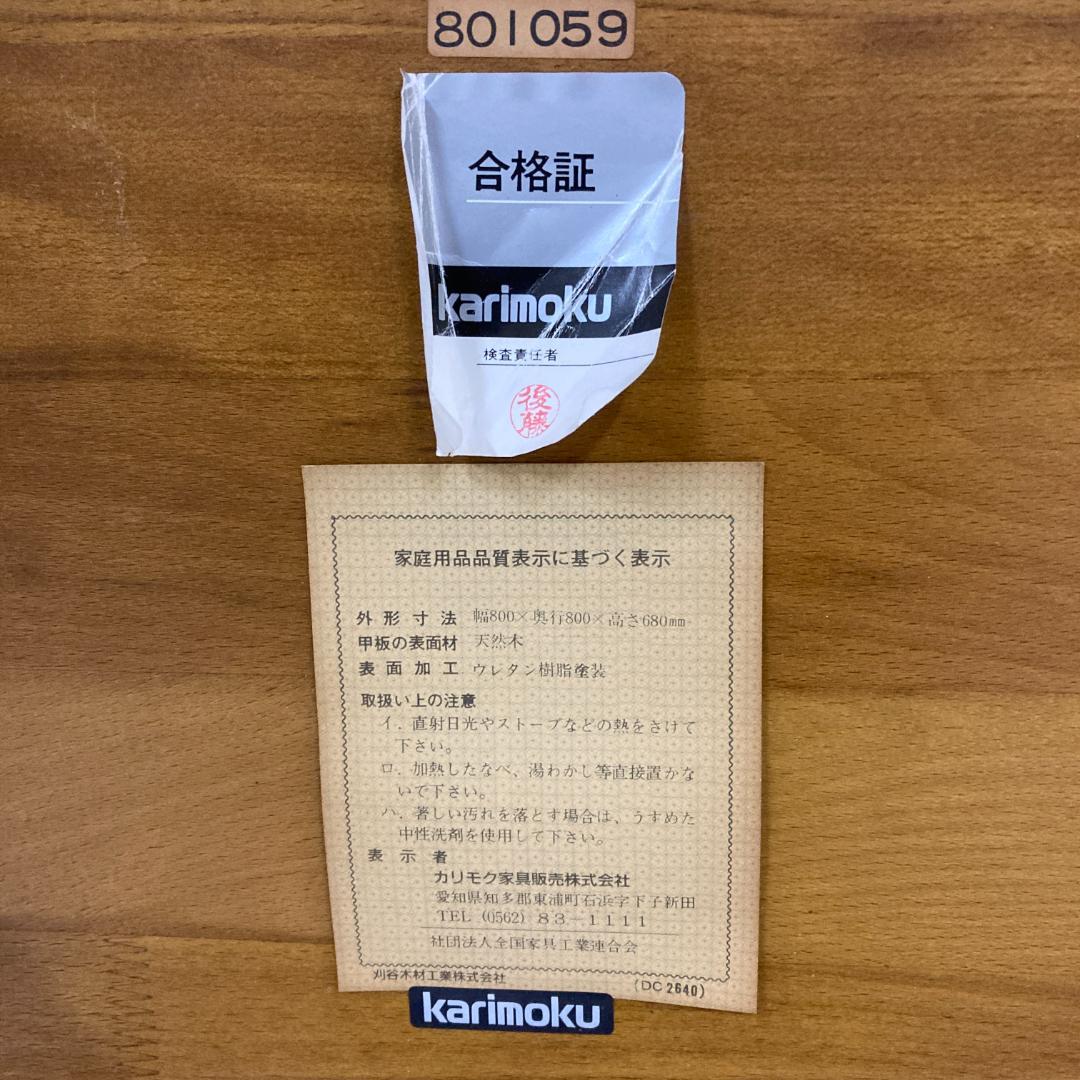 801059
合格証
karimoku
検査責任者
後藤
家庭用品品質表示に基づく表示
外形寸法 幅800×奥行800×高さ680mm
甲板の表面材 天然木
表面加工 ウレタン樹脂塗装
取扱い上の注意
イ．直射日光やストーブなどの熱をさけて
下さい。
ロ．加熱したなべ、湯わかし等直接置かな
いで下さい。
ハ．著しい汚れを落とす場合は、うすめた
中性洗剤を使用して下さい。
表示者
カリモク家具販売株式会社
愛知県知多郡東浦町石浜字下子新田
TEL (0562) 83-1111
社団法人全国家具工業連合会
刈谷木材工業株式会社 (DC 2640)
karimoku